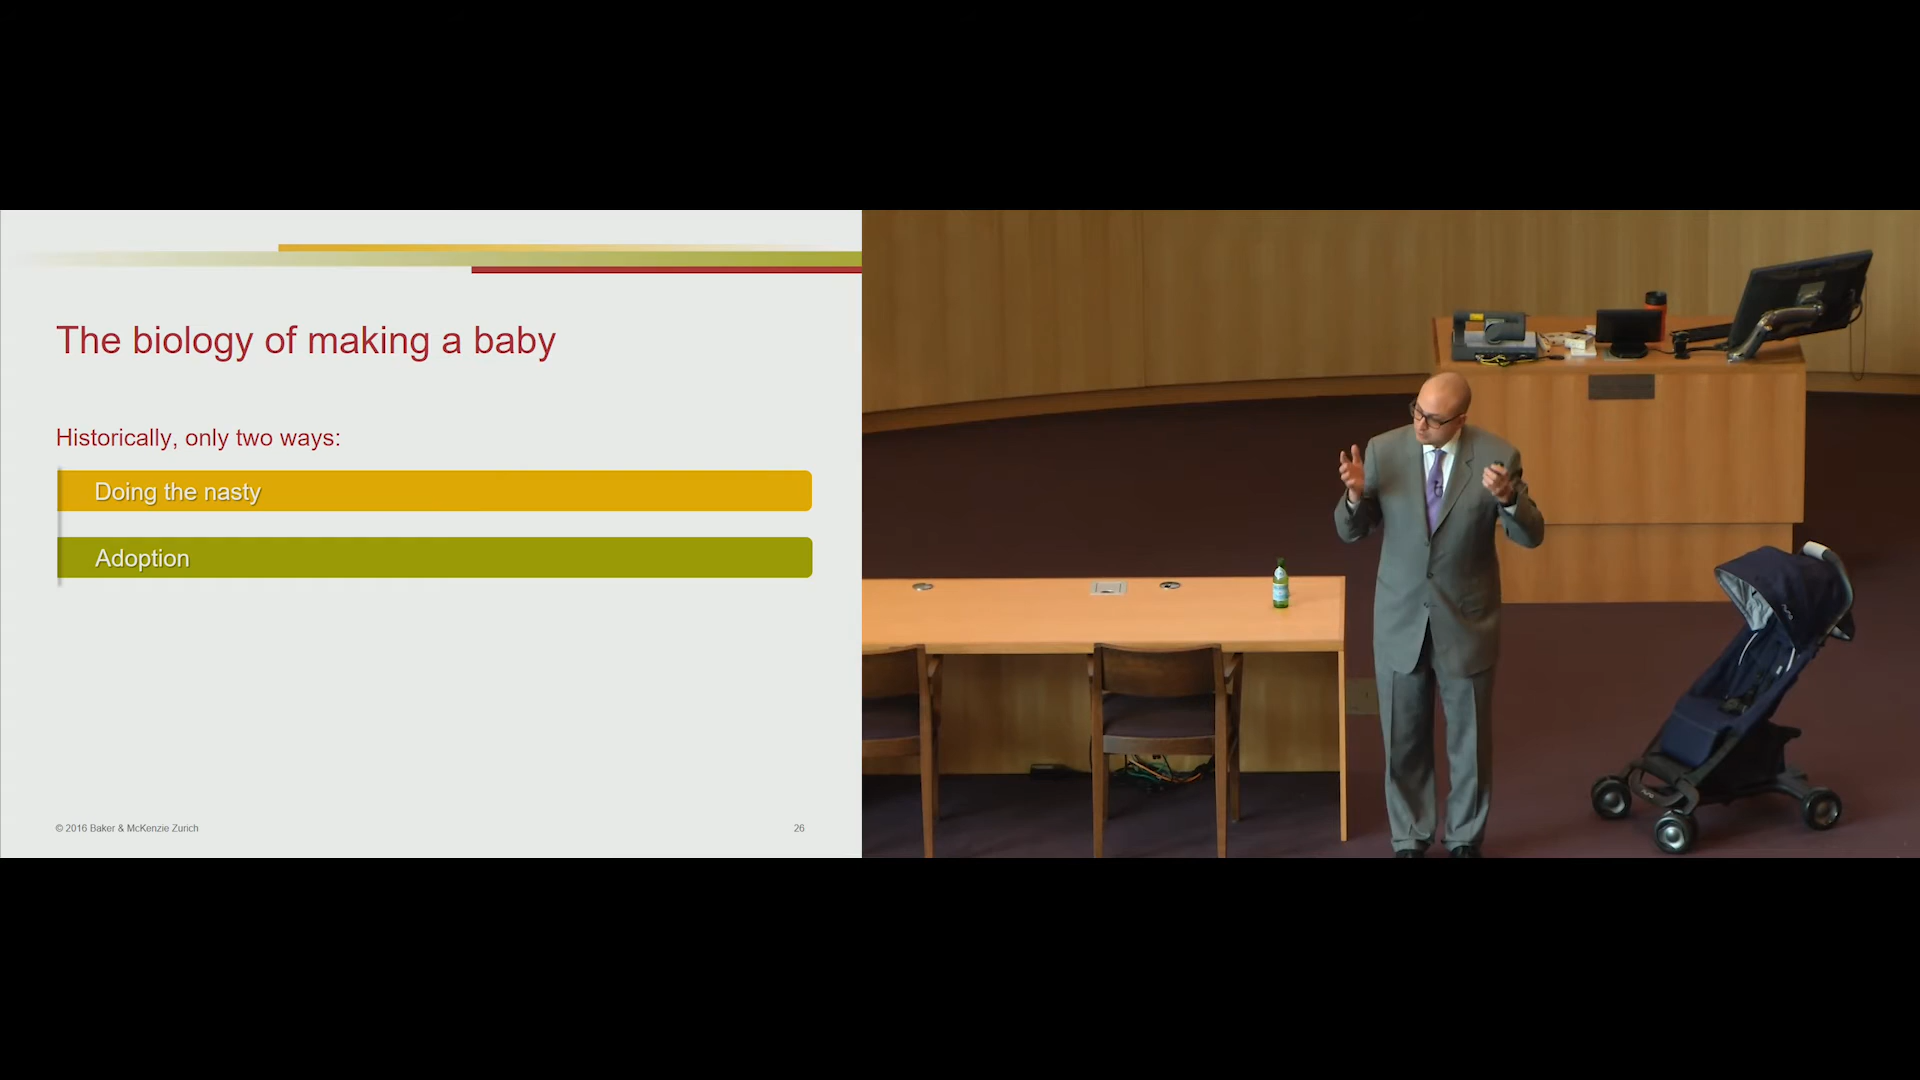 The biology of making a baby
Historically, only two ways:
Doing the nasty
Adoption
© 2016 Baker & McKenzie Zurich
26